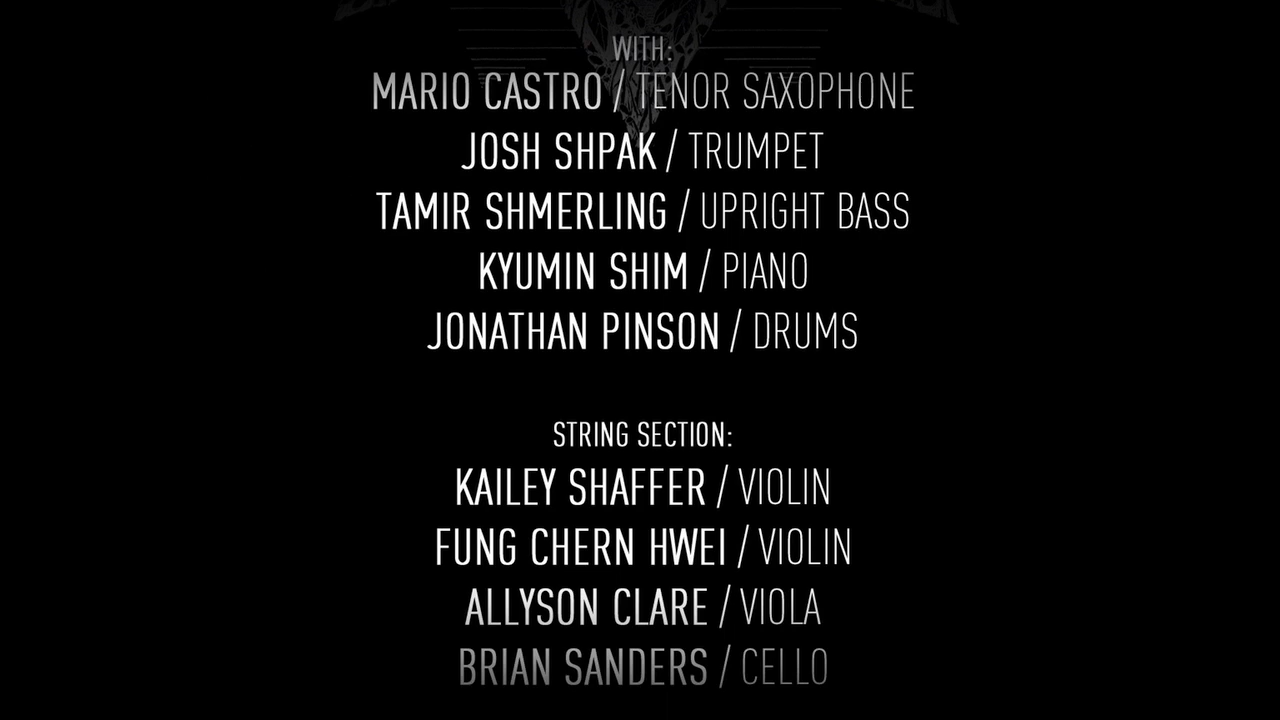 WITH:
MARIO CASTRO / TENOR SAXOPHONE
JOSH SHPAK / TRUMPET
TAMIR SHMERLING / UPRIGHT BASS
KYUMIN SHIM / PIANO
JONATHAN PINSON / DRUMS
STRING SECTION:
KAILEY SHAFFER / VIOLIN
FUNG CHERN HWEI / VIOLIN
ALLYSON CLARE / VIOLA
BRIAN SANDERS / CELLO